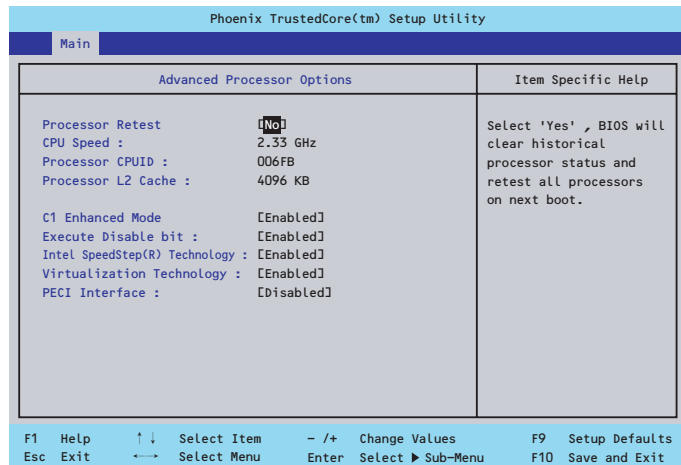 Phoenix TrustedCore(tm) Setup Utility
Main
Advanced Processor Options
Item Specific Help
Processor Retest [No]
CPU Speed : 2.33 GHz
Processor CPUID : 006FB
Processor L2 Cache : 4096 KB
C1 Enhanced Mode [Enabled]
Execute Disable bit : [Enabled]
Intel SpeedStep(R) Technology : [Enabled]
Virtualization Technology : [Enabled]
PECI Interface : [Disabled]
Select 'Yes' , BIOS will
clear historical
processor status and
retest all processors
on next boot.
F1 Help ↑↓ Select Item - /+ Change Values F9 Setup Defaults
Esc Exit ←→ Select Menu Enter Select ▶ Sub-Menu F10 Save and Exit